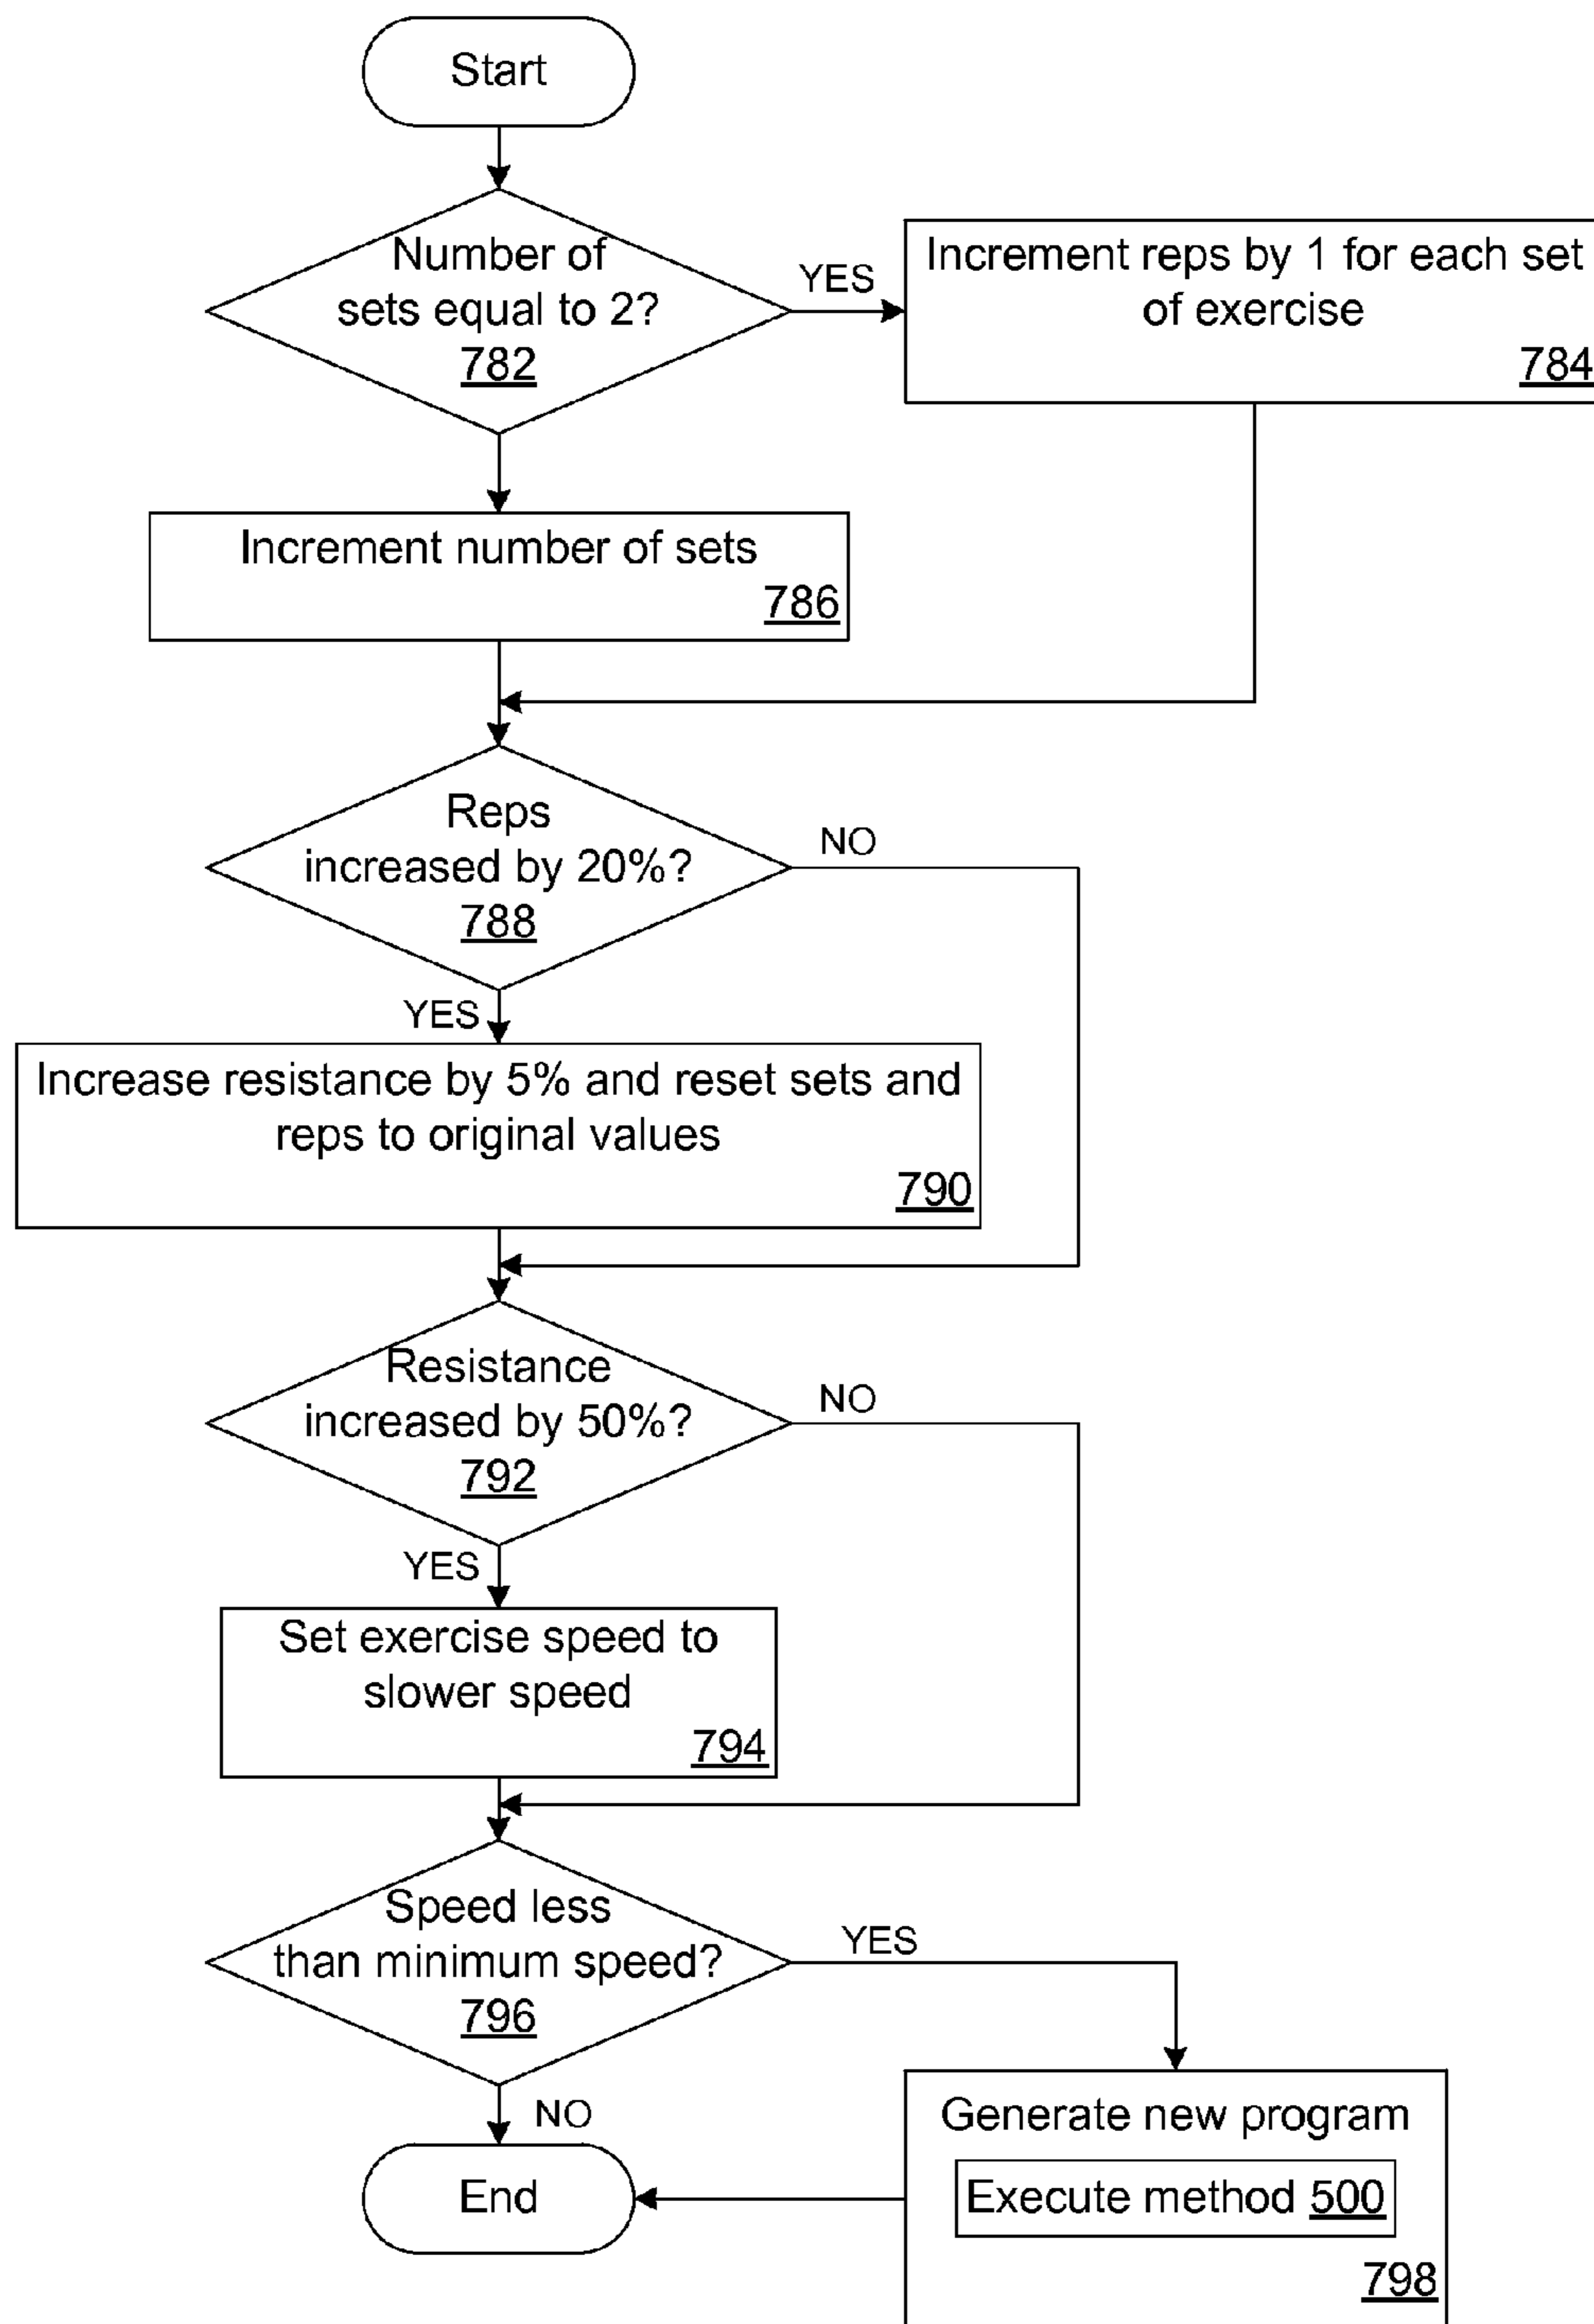 Start
Number of
sets equal to 2?
782
YES
Increment reps by 1 for each set
of exercise
784
Increment number of sets
786
Reps
increased by 20%?
788
NO
YES
Increase resistance by 5% and reset sets and
reps to original values
790
Resistance
increased by 50%?
792
NO
YES
Set exercise speed to
slower speed
794
Speed less
than minimum speed?
796
YES
NO
Generate new program
Execute method 500
798
End